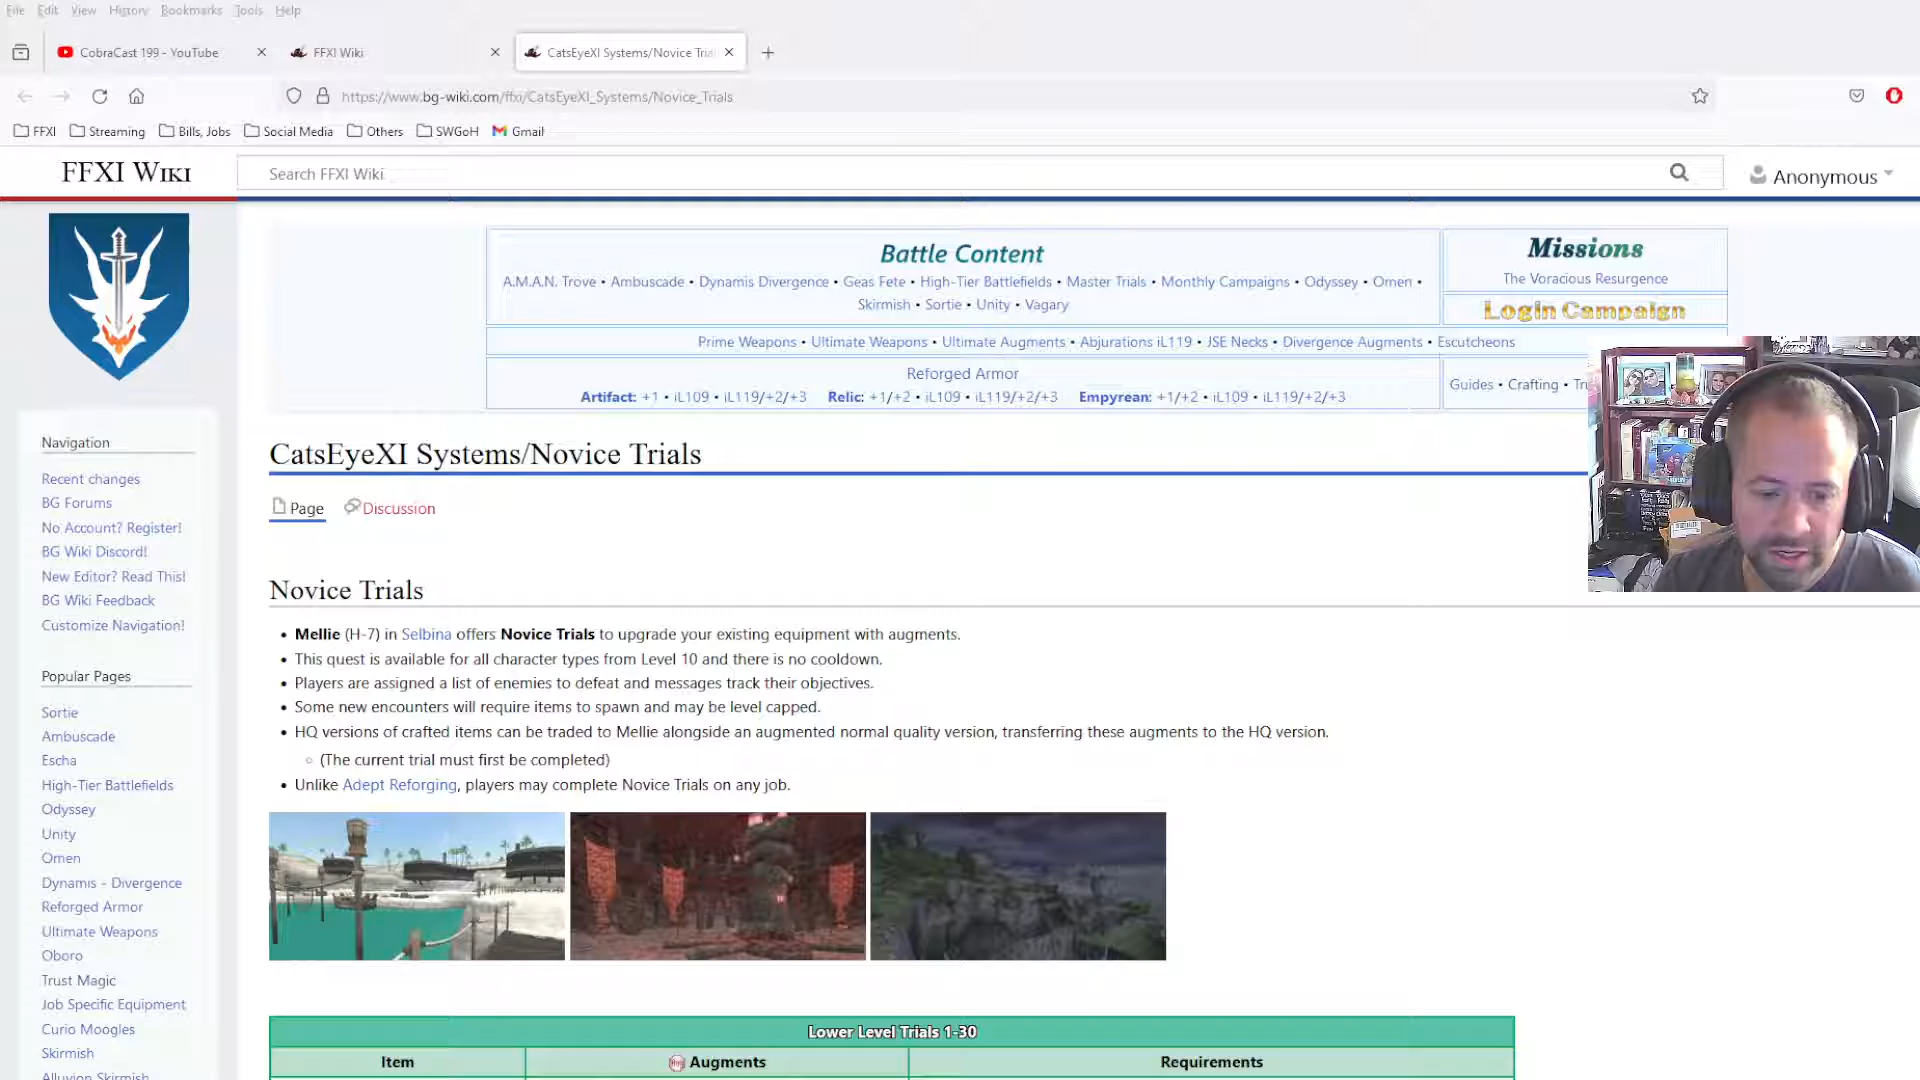 File Edit View History Bookmarks Tools Help
CobraCast 199 - YouTube
FFXI Wiki
CatsEyeXI Systems/Novice Tria
https://www.bg-wiki.com/ffxi/CatsEyeXI_Systems/Novice_Trials
FFXI Streaming Bills, Jobs Social Media Others SWGoH Gmail
FFXI WIKI
Search FFXI Wiki
Anonymous
Battle Content
A.M.A.N. Trove • Ambuscade • Dynamis Divergence • Geas Fete • High-Tier Battlefields • Master Trials • Monthly Campaigns • Odyssey • Omen •
Skirmish • Sortie • Unity • Vagary
Missions
The Voracious Resurgence
Login Campaign
Prime Weapons • Ultimate Weapons • Ultimate Augments • Abjurations iL119 • JSE Necks • Divergence Augments • Escutcheons
Reforged Armor
Artifact: +1 • iL109 • iL119/+2/+3 Relic: +1/+2 • iL109 • iL119/+2/+3 Empyrean: +1/+2 • iL109 • iL119/+2/+3
Guides • Crafting • Tr
Navigation
Recent changes
BG Forums
No Account? Register!
BG Wiki Discord!
New Editor? Read This!
BG Wiki Feedback
Customize Navigation!
Popular Pages
Sortie
Ambuscade
Escha
High-Tier Battlefields
Odyssey
Unity
Omen
Dynamis - Divergence
Reforged Armor
Ultimate Weapons
Oboro
Trust Magic
Job Specific Equipment
Curio Moogles
Skirmish
Alluvion Skirmish
CatsEyeXI Systems/Novice Trials
Page Discussion
Novice Trials
• Mellie (H-7) in Selbina offers Novice Trials to upgrade your existing equipment with augments.
• This quest is available for all character types from Level 10 and there is no cooldown.
• Players are assigned a list of enemies to defeat and messages track their objectives.
• Some new encounters will require items to spawn and may be level capped.
• HQ versions of crafted items can be traded to Mellie alongside an augmented normal quality version, transferring these augments to the HQ version.
◦ (The current trial must first be completed)
• Unlike Adept Reforging, players may complete Novice Trials on any job.
Lower Level Trials 1-30
Item Augments Requirements